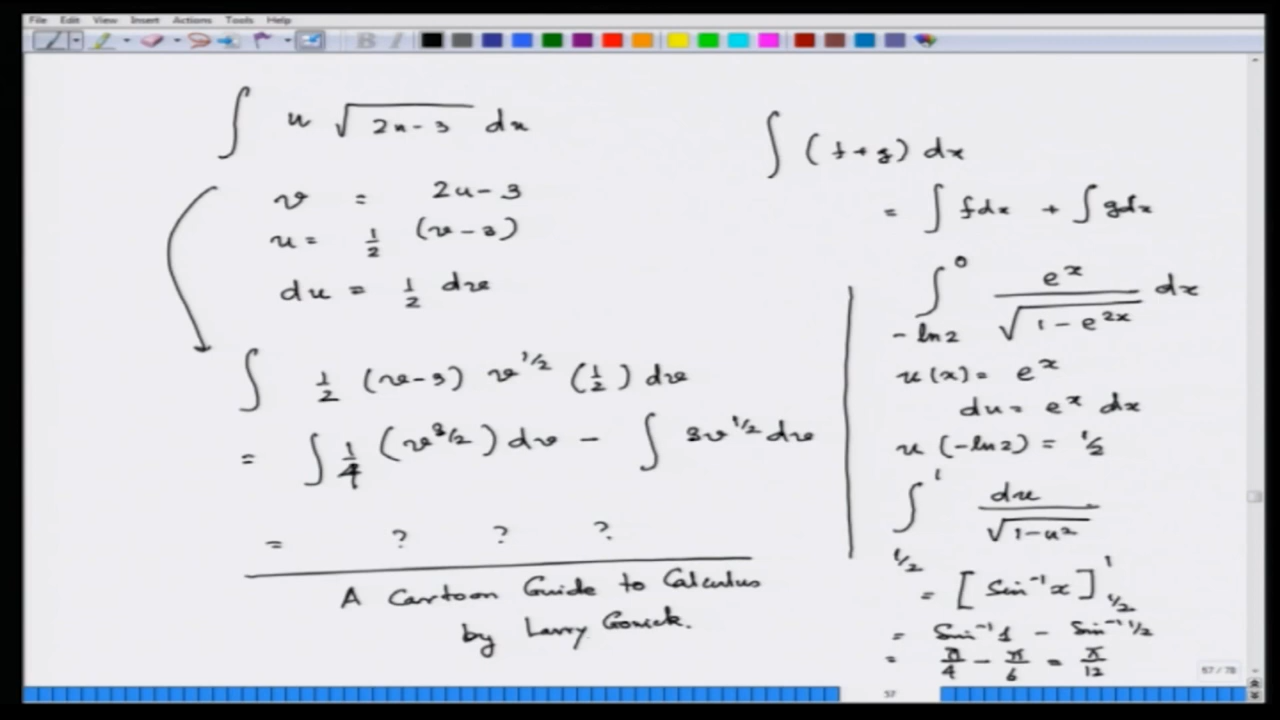 File Edit View Insert Actions Tools Help
B I
∫ u √(2u-3) du
v = 2u-3
u = 1/2 (v-3)
du = 1/2 dv
∫ 1/2 (v-3) v^1/2 (1/2) dv
= ∫ 1/4 (v^3/2) dv - ∫ 3v^1/2 dv
= ? ? ?
A Cartoon Guide to Calculus
by Larry Gonick.
∫ (f+g) dx
= ∫ f dx + ∫ g dx
∫_{-ln2}^{0} e^x / √(1-e^2x) dx
u(x) = e^x
du = e^x dx
u(-ln2) = 1/2
∫_{1/2}^{1} du / √(1-u^2)
= [Sin^-1 x]_{1/2}^{1}
= Sin^-1 1 - Sin^-1 1/2
= π/4 - π/6 = π/12
57 / 78
57